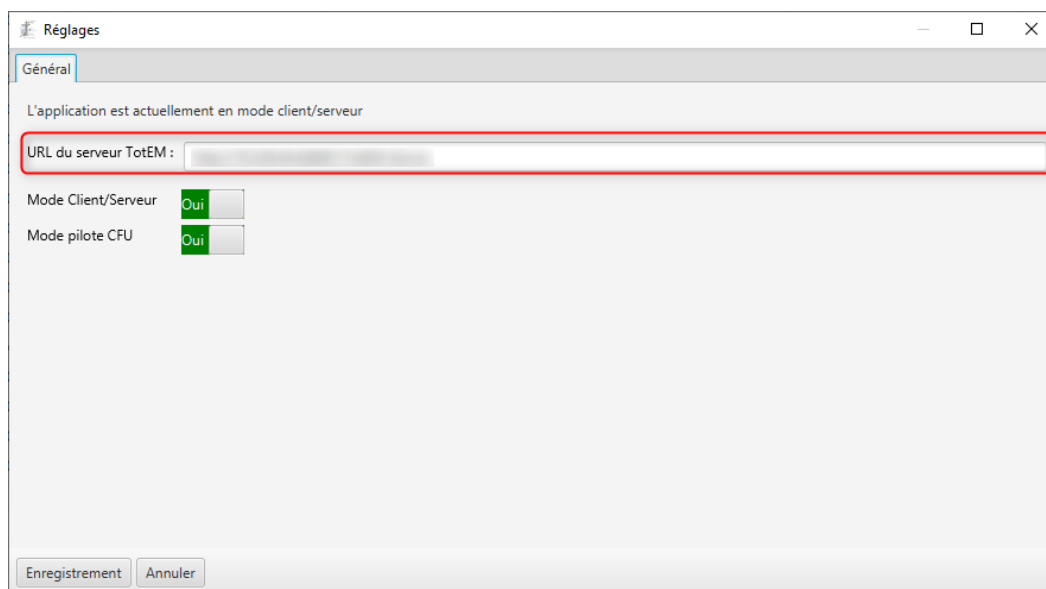 Réglages
Général
L'application est actuellement en mode client/serveur
URL du serveur TotEM :
Mode Client/Serveur Oui
Mode pilote CFU Oui
Enregistrement Annuler